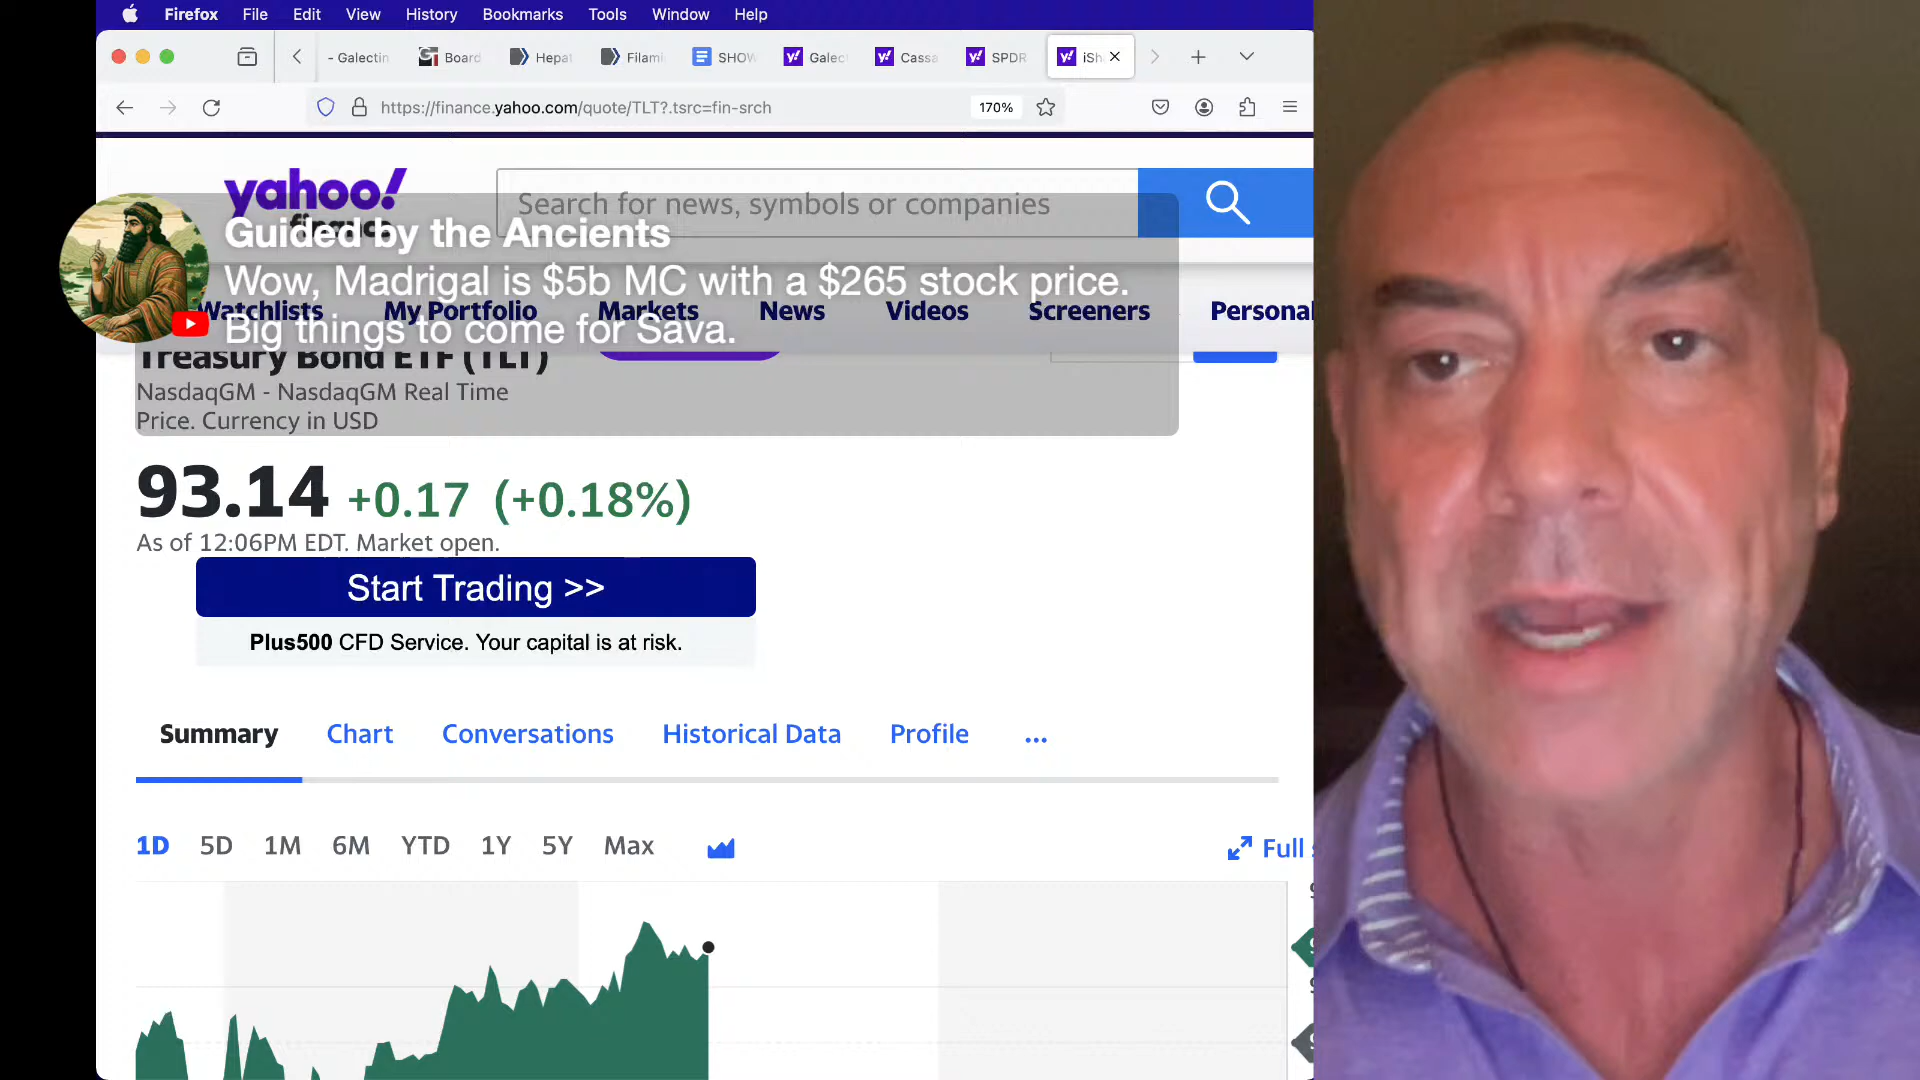 Firefox File Edit View History Bookmarks Tools Window Help
- Galectin Board Hepat Filami SHOW Galect Cassa SPDR iSh
https://finance.yahoo.com/quote/TLT?.tsrc=fin-srch 170%
yahoo!
finance
Search for news, symbols or companies
Guided by the Ancients
Wow, Madrigal is $5b MC with a $265 stock price.
Big things to come for Sava.
Watchlists My Portfolio Markets News Videos Screeners Personal
Treasury Bond ETF (TLT)
NasdaqGM - NasdaqGM Real Time
Price. Currency in USD
93.14 +0.17 (+0.18%)
As of 12:06PM EDT. Market open.
Start Trading >>
Plus500 CFD Service. Your capital is at risk.
Summary Chart Conversations Historical Data Profile ...
1D 5D 1M 6M YTD 1Y 5Y Max Full